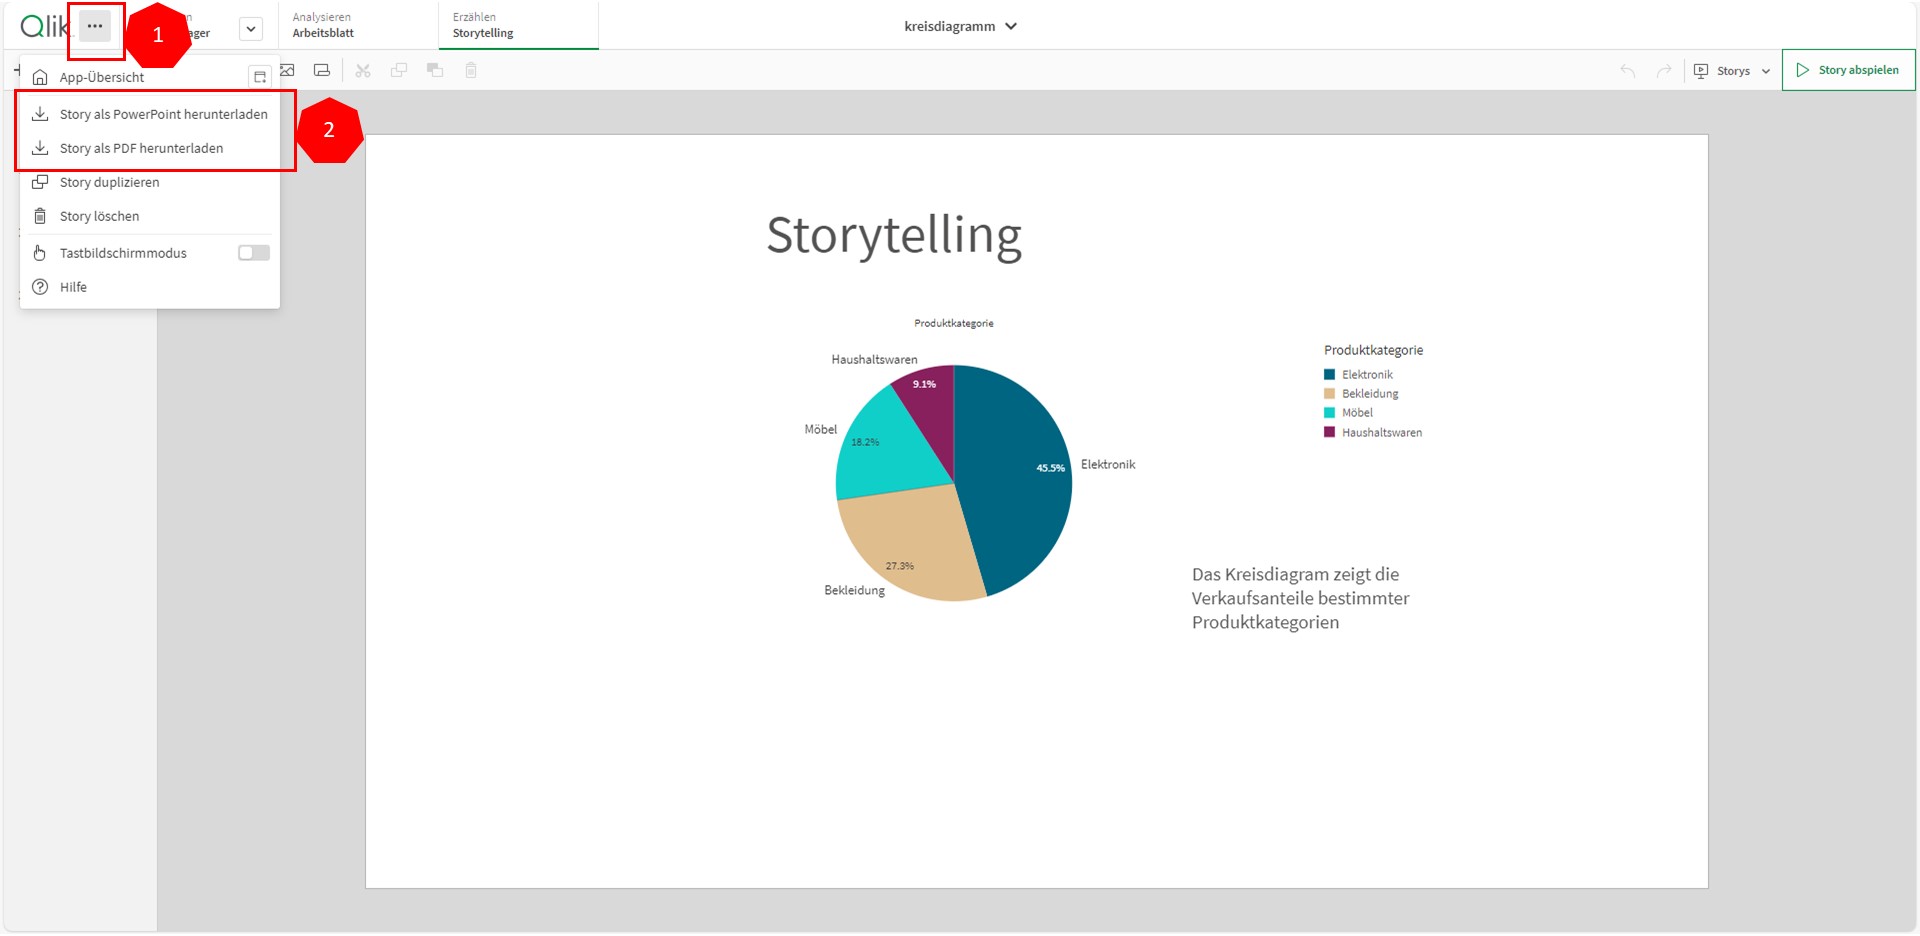 Qlik
1
ager
Analysieren
Arbeitsblatt
Erzählen
Storytelling
kreisdiagramm
App-Übersicht
Storys
Story abspielen
Story als PowerPoint herunterladen
2
Story als PDF herunterladen
Story duplizieren
Story löschen
Tastbildschirmmodus
Hilfe
Storytelling
Produktkategorie
Haushaltswaren
9.1%
Möbel
18.2%
45.5%
Elektronik
27.3%
Bekleidung
Produktkategorie
Elektronik
Bekleidung
Möbel
Haushaltswaren
Das Kreisdiagram zeigt die
Verkaufsanteile bestimmter
Produktkategorien